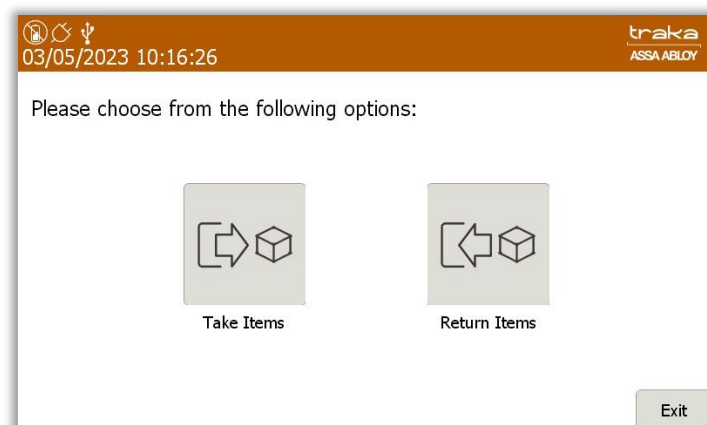 03/05/2023 10:16:26
traka
ASSA ABLOY
Please choose from the following options:
Take Items
Return Items
Exit